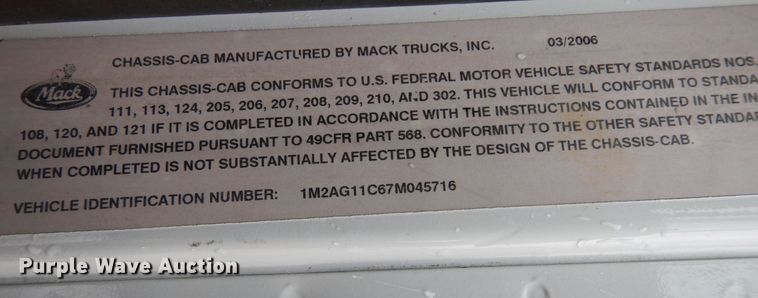 CHASSIS-CAB MANUFACTURED BY MACK TRUCKS, INC. 03/2006
Mack
THIS CHASSIS-CAB CONFORMS TO U.S. FEDERAL MOTOR VEHICLE SAFETY STANDARDS NOS.
111, 113, 124, 205, 206, 207, 208, 209, 210, AND 302. THIS VEHICLE WILL CONFORM TO STANDA
108, 120, AND 121 IF IT IS COMPLETED IN ACCORDANCE WITH THE INSTRUCTIONS CONTAINED IN THE IN
DOCUMENT FURNISHED PURSUANT TO 49CFR PART 568. CONFORMITY TO THE OTHER SAFETY STANDAR
WHEN COMPLETED IS NOT SUBSTANTIALLY AFFECTED BY THE DESIGN OF THE CHASSIS-CAB.
VEHICLE IDENTIFICATION NUMBER: 1M2AG11C67M045716
Purple Wave Auction